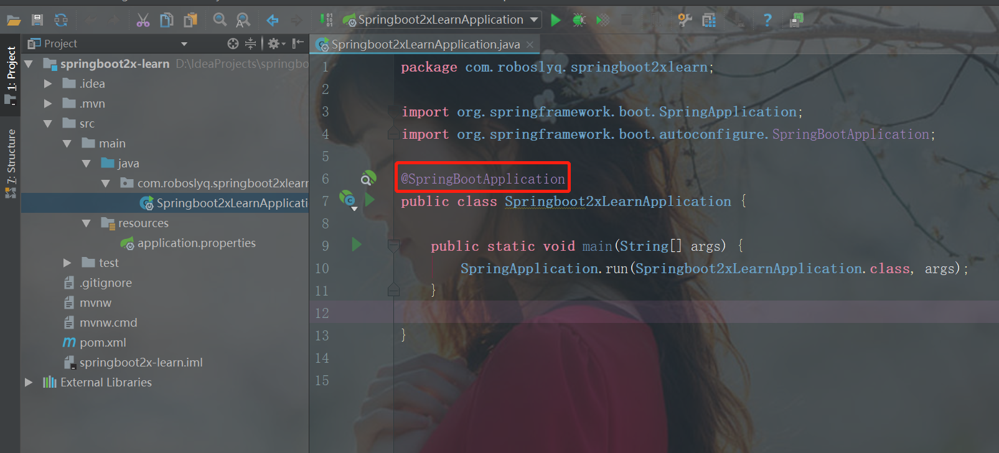 Springboot2xLearnApplication
Project
1: Project
7: Structure
springboot2x-learn D:\IdeaProjects\springbo
.idea
.mvn
src
main
java
com.roboslyq.springboot2xlearr
Springboot2xLearnApplicati
resources
application.properties
test
.gitignore
mvnw
mvnw.cmd
pom.xml
springboot2x-learn.iml
External Libraries
Springboot2xLearnApplication.java
1 package com.roboslyq.springboot2xlearn;
2
3 import org.springframework.boot.SpringApplication;
4 import org.springframework.boot.autoconfigure.SpringBootApplication;
5
6 @SpringBootApplication
7 public class Springboot2xLearnApplication {
8
9 public static void main(String[] args) {
10 SpringApplication.run(Springboot2xLearnApplication.class, args);
11 }
12
13 }
14
15